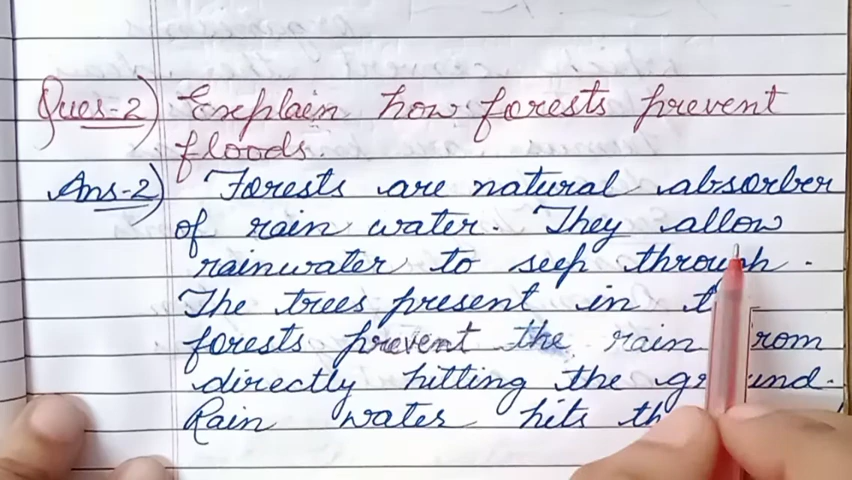 Ques-2) Explain how forests prevent
floods.
Ans-2) Forests are natural absorber
of rain water. They allow
rainwater to seep through.
The trees present in
forests prevent the rain
directly hitting the
Rain water hits